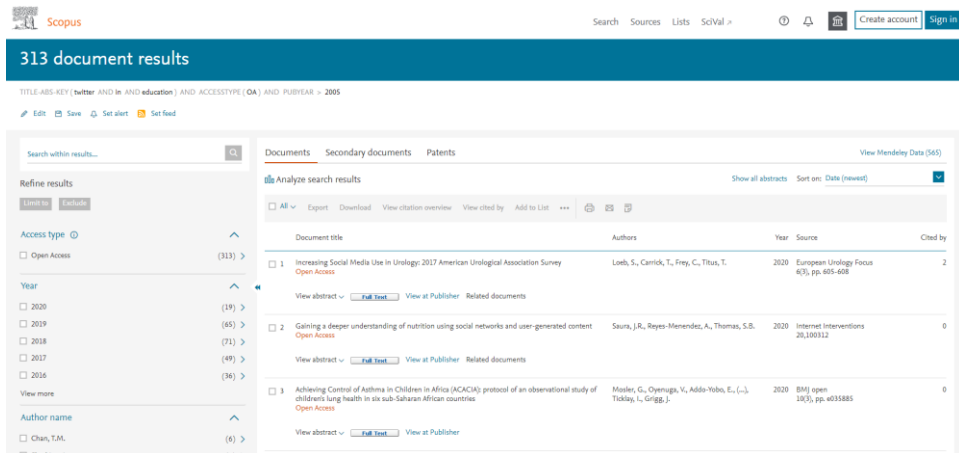 Scopus
Search Sources Lists SciVal
Create account Sign in
313 document results
TITLE-ABS-KEY ( twitter AND in AND education ) AND ACCESSTYPE ( OA ) AND PUBYEAR > 2005
Edit Save Set alert Set feed
Search within results...
Refine results
Limit to Exclude
Access type
Open Access (313)
Year
2020 (19)
2019 (65)
2018 (71)
2017 (49)
2016 (36)
View more
Author name
Chan, T.M. (6)
Documents Secondary documents Patents View Mendeley Data (565)
Analyze search results Show all abstracts Sort on: Date (newest)
All Export Download View citation overview View cited by Add to List •••
Document title Authors Year Source Cited by
1 Increasing Social Media Use in Urology: 2017 American Urological Association Survey Loeb, S., Carrick, T., Frey, C., Titus, T. 2020 European Urology Focus 2
Open Access 6(3), pp. 605-608
View abstract Full Text View at Publisher Related documents
2 Gaining a deeper understanding of nutrition using social networks and user-generated content Saura, J.R., Reyes-Menendez, A., Thomas, S.B. 2020 Internet Interventions 0
Open Access 20,100312
View abstract Full Text View at Publisher Related documents
3 Achieving Control of Asthma in Children in Africa (ACACIA): protocol of an observational study of Mosler, G., Oyenuga, V., Addo-Yobo, E., (...), 2020 BMJ open 0
children's lung health in six sub-Saharan African countries Ticklay, I., Grigg, J. 10(3), pp. e035885
Open Access
View abstract Full Text View at Publisher